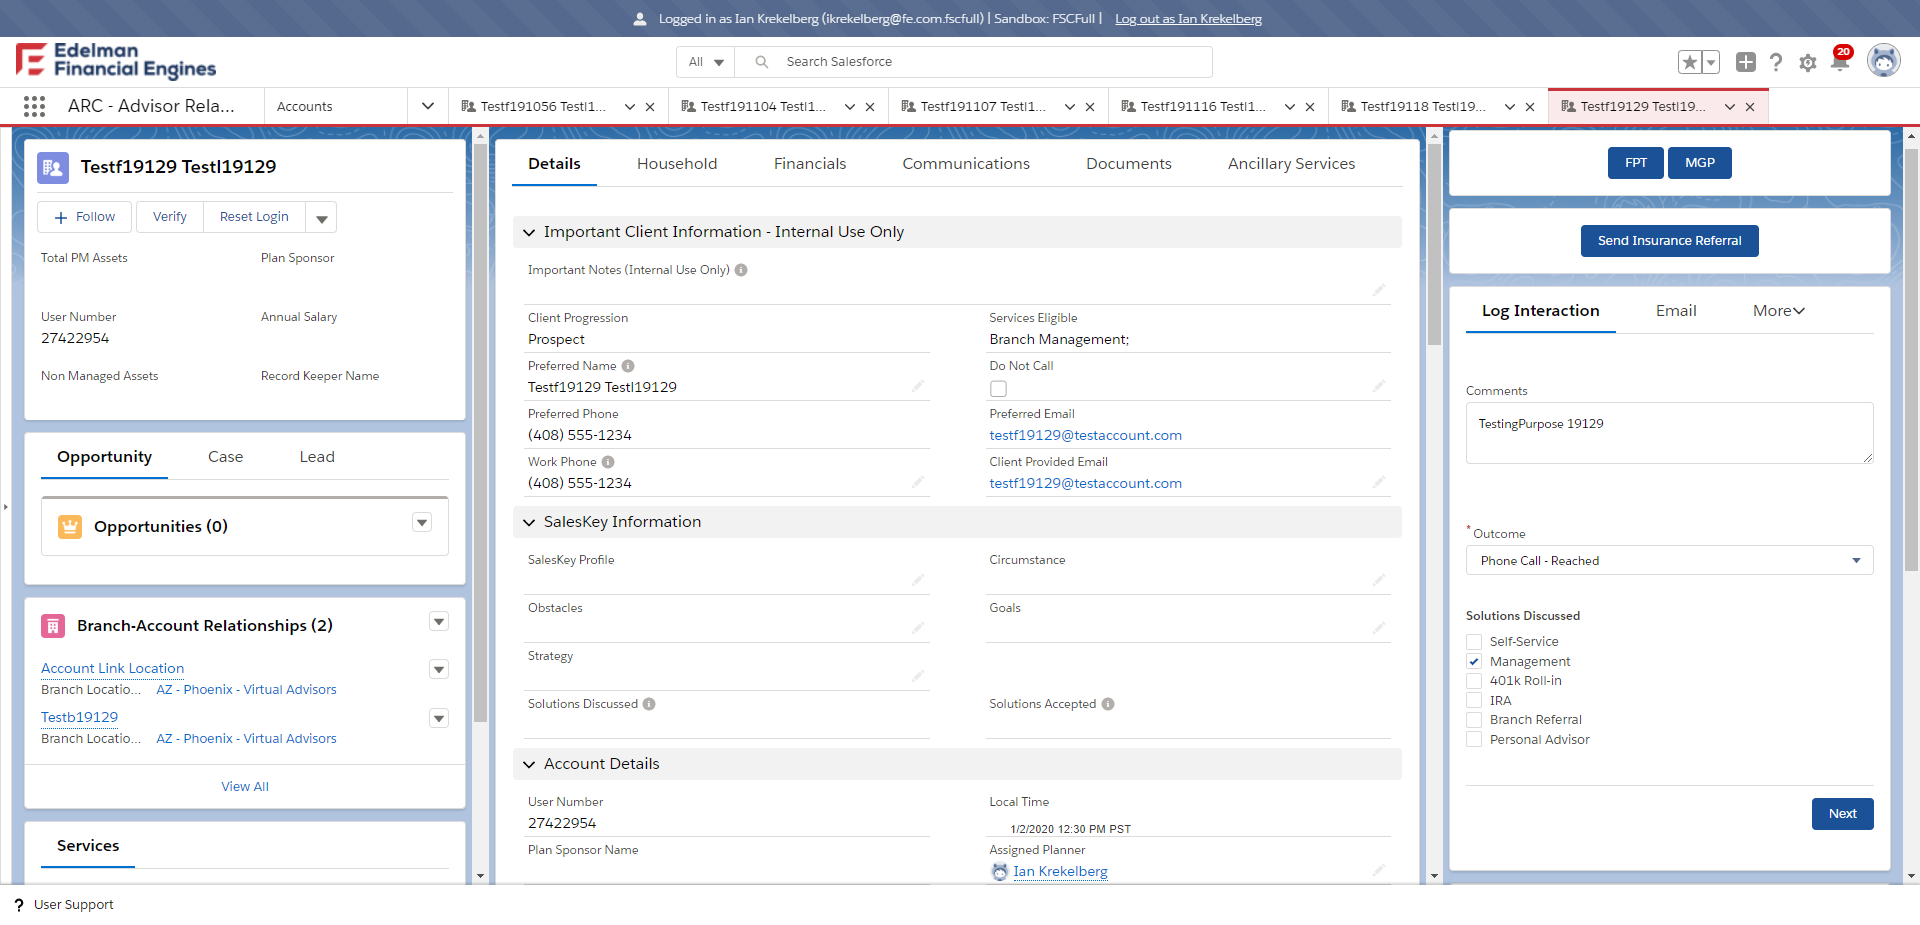 Logged in as Ian Krekelberg (ikrekelberg@fe.com.fscfull) | Sandbox: FSCFull | Log out as Ian Krekelberg
Edelman
Financial Engines
All
Search Salesforce
20
ARC - Advisor Rela...
Accounts
Testf191056 Testl1...
Testf191104 Testl1...
Testf191107 Testl1...
Testf191116 Testl1...
Testf19118 Testl19...
Testf19129 Testl19...
Testf19129 Testl19129
Follow
Verify
Reset Login
Total PM Assets
Plan Sponsor
User Number
27422954
Annual Salary
Non Managed Assets
Record Keeper Name
Opportunity
Case
Lead
Opportunities (0)
Branch-Account Relationships (2)
Account Link Location
Branch Locatio... AZ - Phoenix - Virtual Advisors
Testb19129
Branch Locatio... AZ - Phoenix - Virtual Advisors
View All
Services
Details
Household
Financials
Communications
Documents
Ancillary Services
Important Client Information - Internal Use Only
Important Notes (Internal Use Only)
Client Progression
Prospect
Services Eligible
Branch Management;
Preferred Name
Testf19129 Testl19129
Do Not Call
Preferred Phone
(408) 555-1234
Preferred Email
testf19129@testaccount.com
Work Phone
(408) 555-1234
Client Provided Email
testf19129@testaccount.com
SalesKey Information
SalesKey Profile
Circumstance
Obstacles
Goals
Strategy
Solutions Discussed
Solutions Accepted
Account Details
User Number
27422954
Local Time
1/2/2020 12:30 PM PST
Plan Sponsor Name
Assigned Planner
Ian Krekelberg
FPT
MGP
Send Insurance Referral
Log Interaction
Email
More
Comments
TestingPurpose 19129
* Outcome
Phone Call - Reached
Solutions Discussed
Self-Service
Management
401k Roll-in
IRA
Branch Referral
Personal Advisor
Next
? User Support